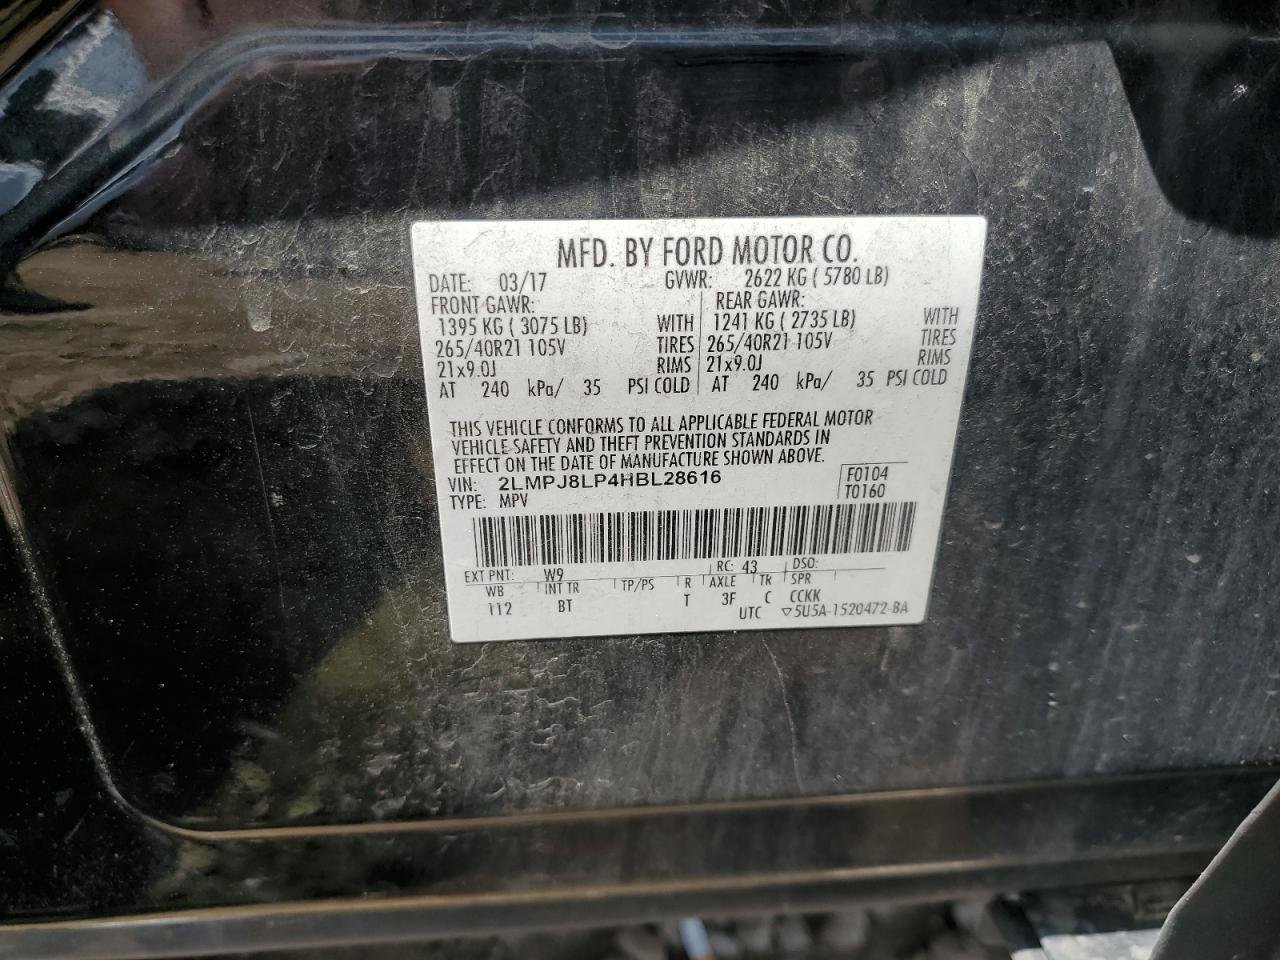 MFD. BY FORD MOTOR CO.
DATE: 03/17 GVWR: 2622 KG ( 5780 LB)
FRONT GAWR: REAR GAWR:
1395 KG ( 3075 LB) WITH 1241 KG ( 2735 LB) WITH
265/40R21 105V TIRES 265/40R21 105V TIRES
21x9.0J RIMS 21x9.0J RIMS
AT 240 kPa/ 35 PSI COLD AT 240 kPa/ 35 PSI COLD
THIS VEHICLE CONFORMS TO ALL APPLICABLE FEDERAL MOTOR
VEHICLE SAFETY AND THEFT PREVENTION STANDARDS IN
EFFECT ON THE DATE OF MANUFACTURE SHOWN ABOVE.
VIN: 2LMPJ8LP4HBL28616 F0104
TYPE: MPV T0160
EXT PNT: W9 RC: 43 DSO:
WB INT TR TP/PS R AXLE TR SPR
112 BT T 3F C CCKK
UTC ▽5U5A-1520472-BA